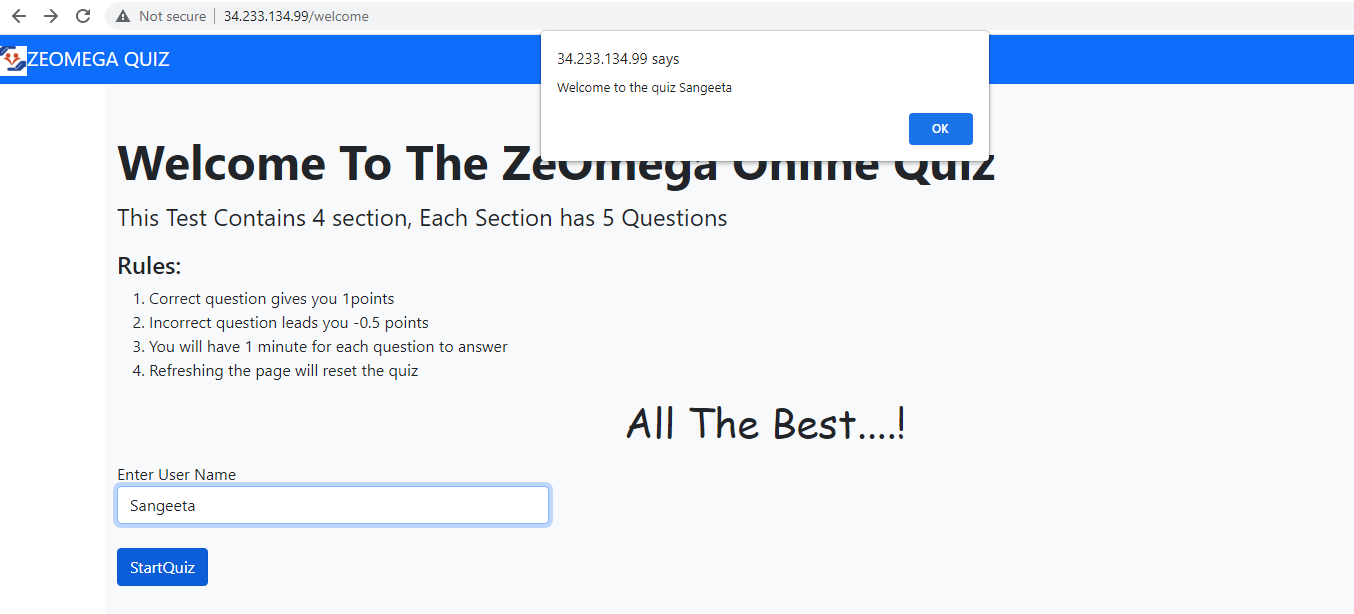 Not secure | 34.233.134.99/welcome
ZEOMEGA QUIZ
34.233.134.99 says
Welcome to the quiz Sangeeta
OK
Welcome To The ZeOmega Online Quiz
This Test Contains 4 section, Each Section has 5 Questions
Rules:
1. Correct question gives you 1points
2. Incorrect question leads you -0.5 points
3. You will have 1 minute for each question to answer
4. Refreshing the page will reset the quiz
All The Best....!
Enter User Name
Sangeeta
StartQuiz